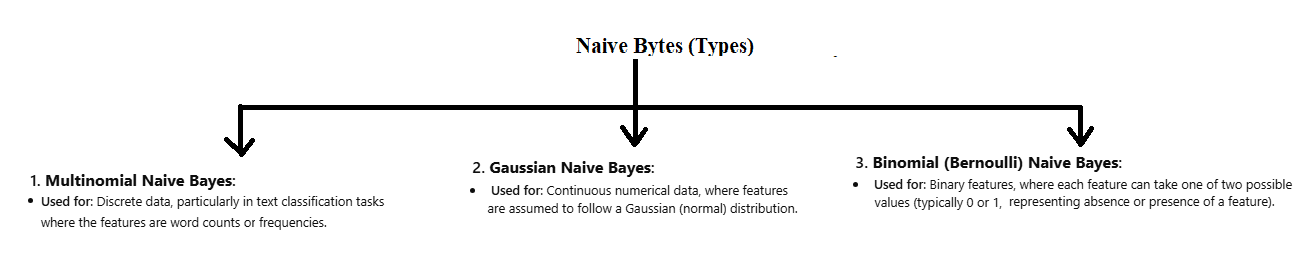 Naive Bytes (Types)
1. Multinomial Naive Bayes:
• Used for: Discrete data, particularly in text classification tasks
where the features are word counts or frequencies.
2. Gaussian Naive Bayes:
• Used for: Continuous numerical data, where features
are assumed to follow a Gaussian (normal) distribution.
3. Binomial (Bernoulli) Naive Bayes:
• Used for: Binary features, where each feature can take one of two possible
values (typically 0 or 1, representing absence or presence of a feature).